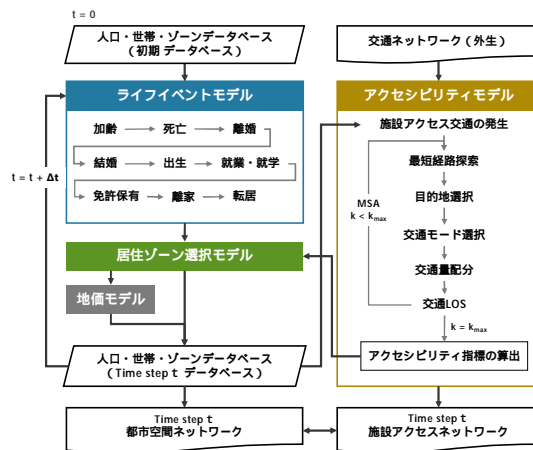 t = 0
人口・世帯・ゾーンデータベース
（初期 データベース）
ライフイベントモデル
加齢
死亡
離婚
結婚
出生
就業・就学
免許保有
離家
転居
t = t + Δt
居住ゾーン選択モデル
地価モデル
人口・世帯・ゾーンデータベース
（Time step t データベース）
Time step t
都市空間ネットワーク
交通ネットワーク（外生）
アクセシビリティモデル
施設アクセス交通の発生
最短経路探索
目的地選択
交通モード選択
交通量配分
交通LOS
MSA
k < kmax
k = kmax
アクセシビリティ指標の算出
Time step t
施設アクセスネットワーク